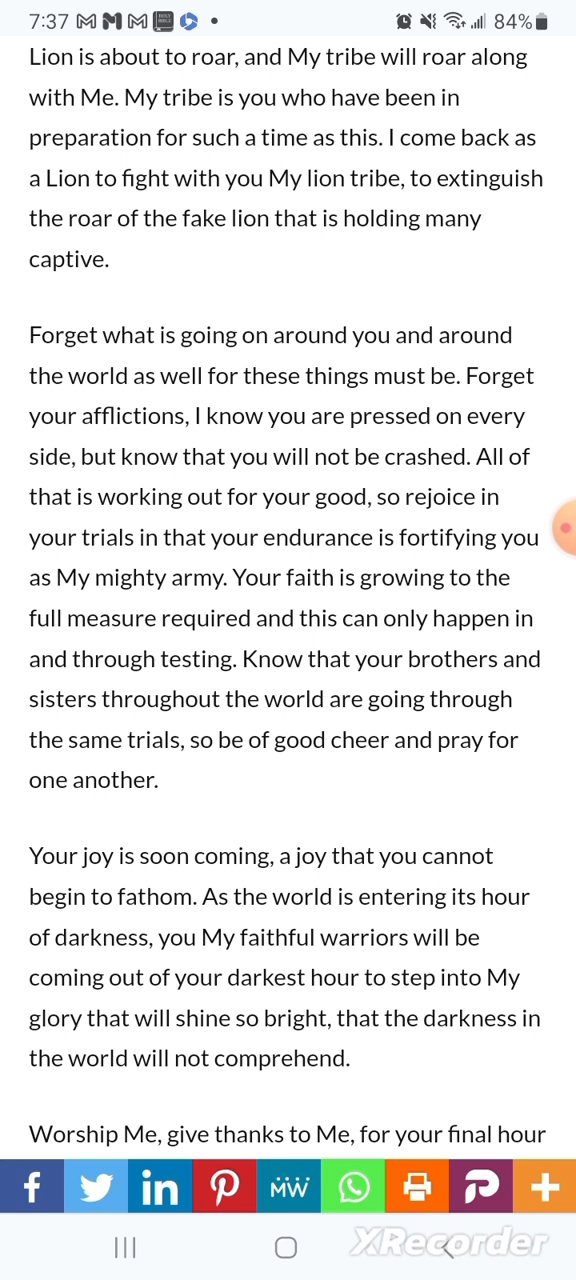 7:37
84%
Lion is about to roar, and My tribe will roar along
with Me. My tribe is you who have been in
preparation for such a time as this. I come back as
a Lion to fight with you My lion tribe, to extinguish
the roar of the fake lion that is holding many
captive.
Forget what is going on around you and around
the world as well for these things must be. Forget
your afflictions, I know you are pressed on every
side, but know that you will not be crashed. All of
that is working out for your good, so rejoice in
your trials in that your endurance is fortifying you
as My mighty army. Your faith is growing to the
full measure required and this can only happen in
and through testing. Know that your brothers and
sisters throughout the world are going through
the same trials, so be of good cheer and pray for
one another.
Your joy is soon coming, a joy that you cannot
begin to fathom. As the world is entering its hour
of darkness, you My faithful warriors will be
coming out of your darkest hour to step into My
glory that will shine so bright, that the darkness in
the world will not comprehend.
Worship Me, give thanks to Me, for your final hour
MW
XRecorder